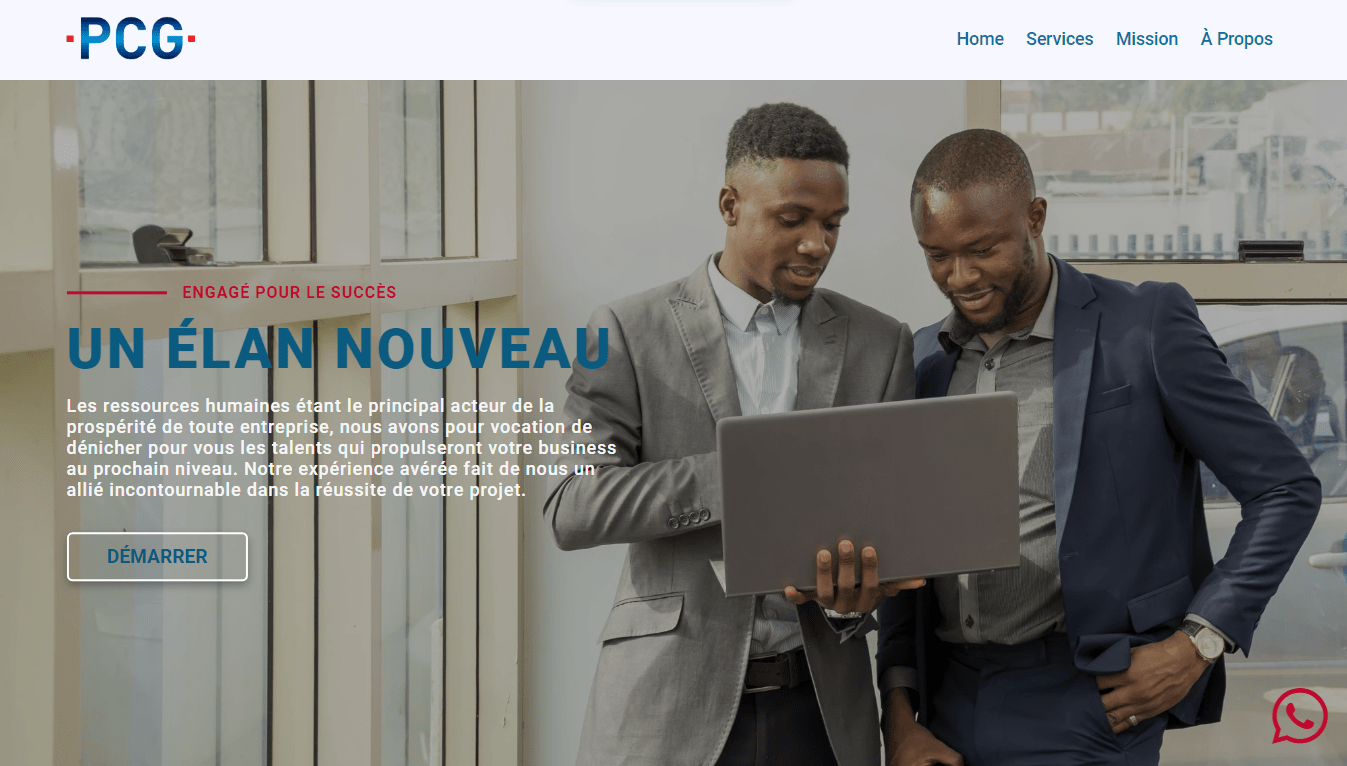 PCG
Home Services Mission À Propos
ENGAGÉ POUR LE SUCCÈS
UN ÉLAN NOUVEAU
Les ressources humaines étant le principal acteur de la
prospérité de toute entreprise, nous avons pour vocation de
dénicher pour vous les talents qui propulseront votre business
au prochain niveau. Notre expérience avérée fait de nous un
allié incontournable dans la réussite de votre projet.
DÉMARRER